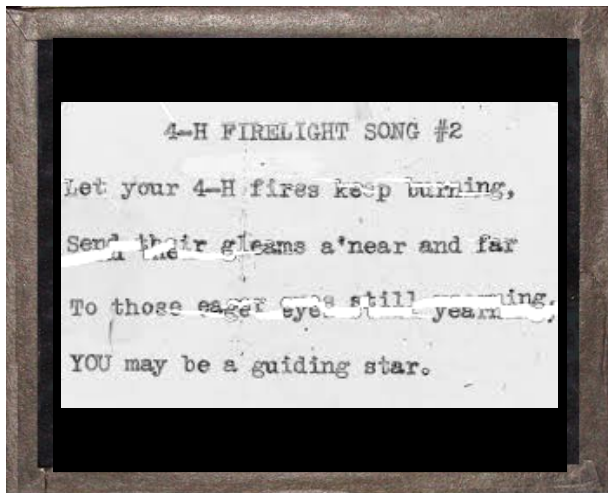 4-H FIRELIGHT SONG #2
Let your 4-H fires keep burning,
Send their gleams a'near and far
To those eager eyes still yearning;
YOU may be a guiding star.